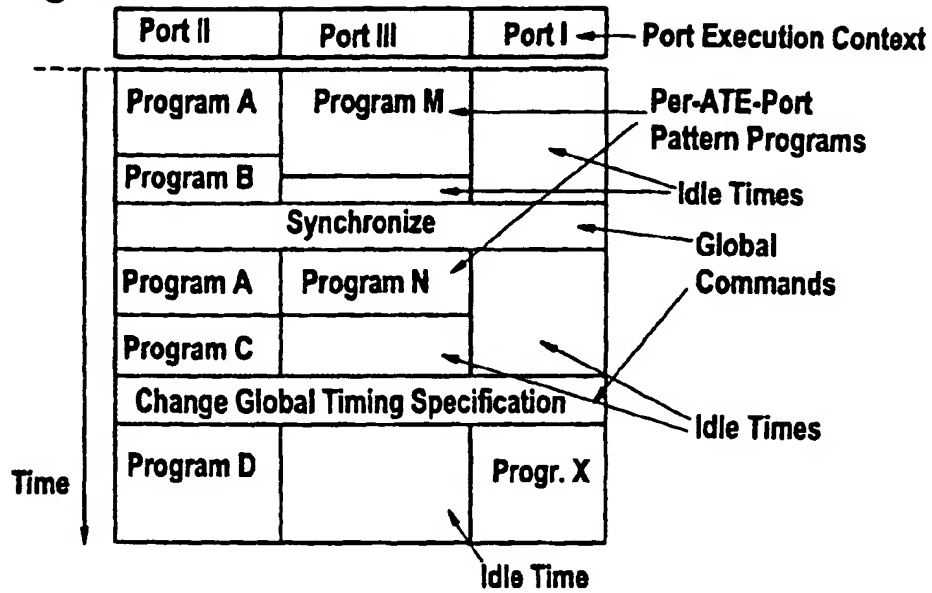 Port II Port III Port I Port Execution Context
Program A Program M Per-ATE-Port
Pattern Programs
Program B Idle Times
Synchronize Global
Commands
Program A Program N
Program C
Change Global Timing Specification Idle Times
Program D Progr. X
Time
Idle Time